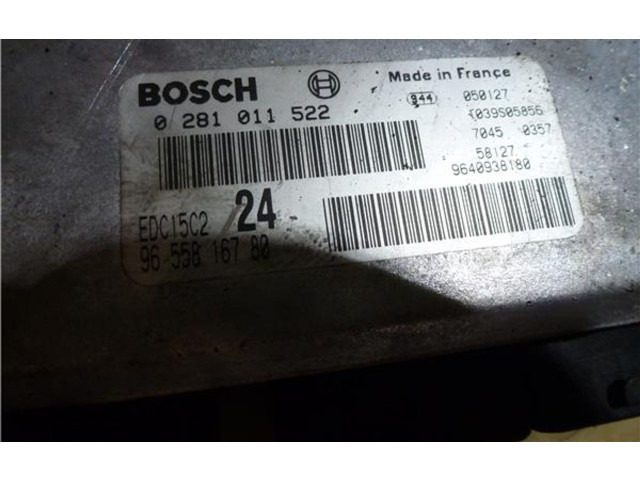 BOSCH
Made in France
0 281 011 522
944
050127
1039S05856
7045 0357
58127
9640938180
EDC15C2
24
96 558 167 80